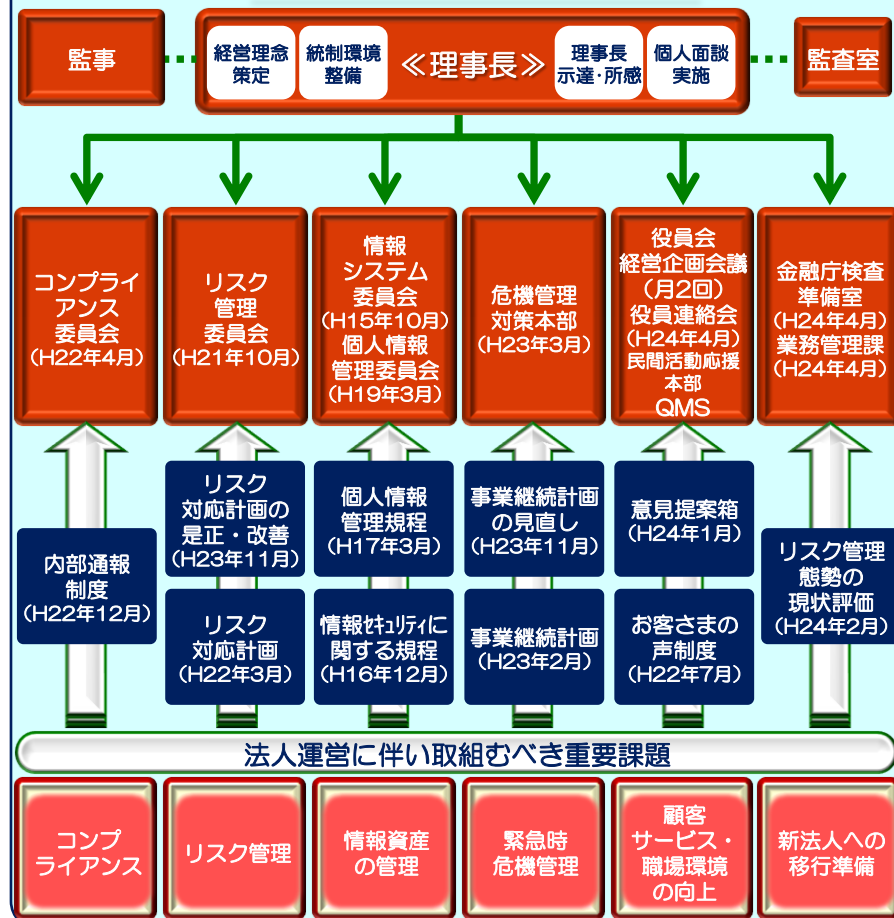 監事
経営理念
策定
統制環境
整備
≪理事長≫
理事長
示達・所感
個人面談
実施
監査室
コンプライ
アンス
委員会
(H22年4月)
リスク
管理
委員会
(H21年10月)
情報
システム
委員会
(H15年10月)
個人情報
管理委員会
(H19年3月)
危機管理
対策本部
(H23年3月)
役員会
経営企画会議
(月2回)
役員連絡会
(H24年4月)
民間活動応援
本部
QMS
金融庁検査
準備室
(H24年4月)
業務管理課
(H24年4月)
内部通報
制度
(H22年12月)
リスク
対応計画の
是正・改善
(H23年11月)
リスク
対応計画
(H22年3月)
個人情報
管理規程
(H17年3月)
情報セキュリティに
関する規程
(H16年12月)
事業継続計画
の見直し
(H23年11月)
事業継続計画
(H23年2月)
意見提案箱
(H24年1月)
お客さまの
声制度
(H22年7月)
リスク管理
態勢の
現状評価
(H24年2月)
法人運営に伴い取組むべき重要課題
コンプ
ライアンス
リスク管理
情報資産
の管理
緊急時
危機管理
顧客
サービス・
職場環境
の向上
新法人への
移行準備